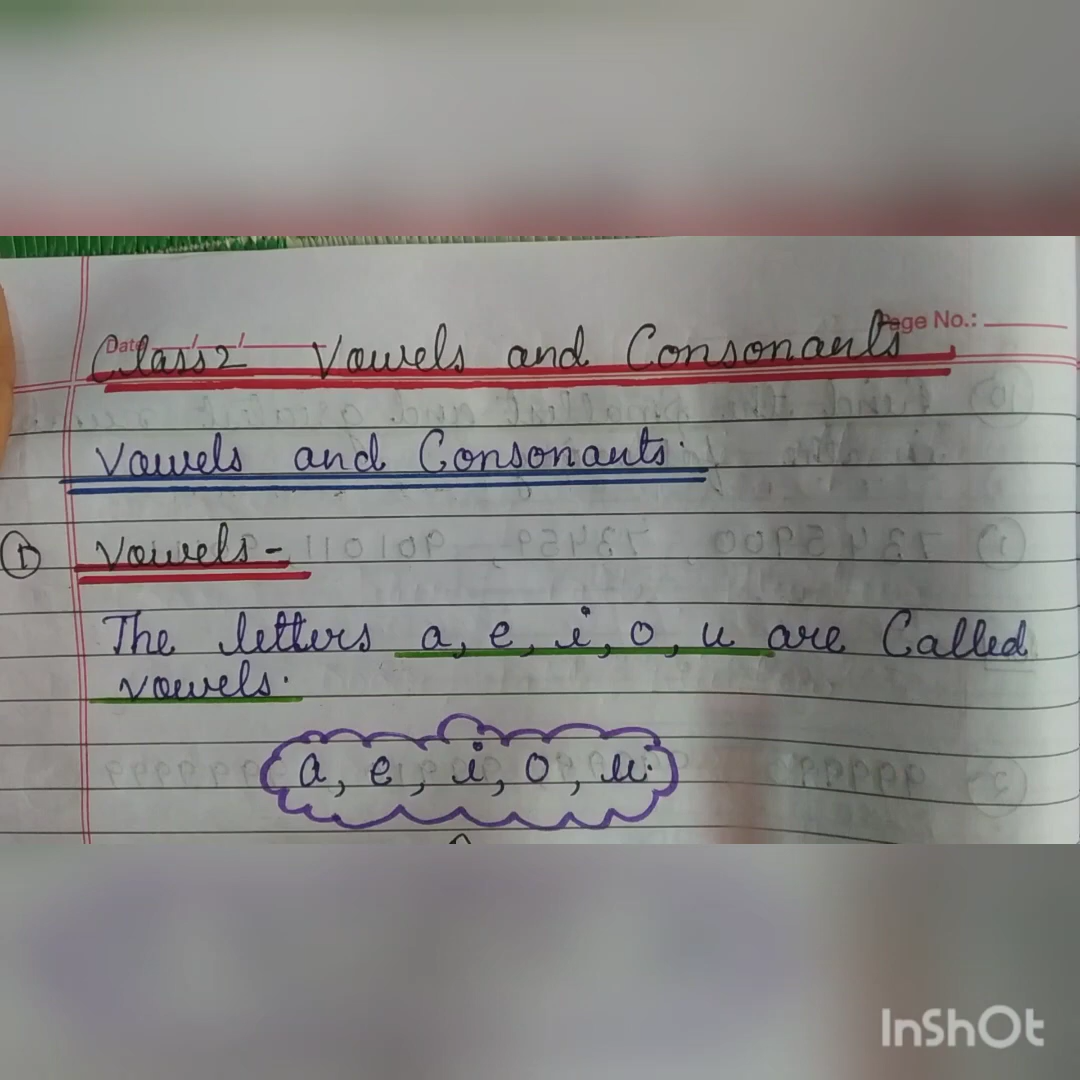 Date / /
Page No.:
Class 2 Vowels and Consonants
Vowels and Consonants.
1 Vowels -
The letters a, e, i, o, u are Called
vowels.
a, e, i, o, u.
InShOt